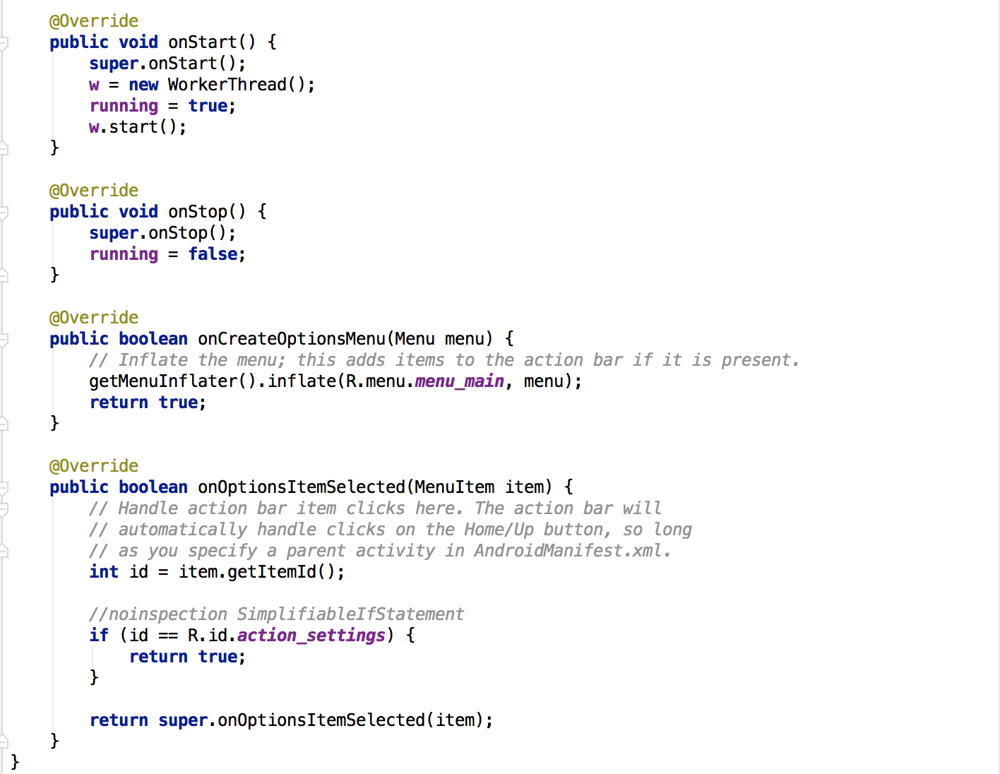 @Override
public void onStart() {
super.onStart();
w = new WorkerThread();
running = true;
w.start();
}
@Override
public void onStop() {
super.onStop();
running = false;
}
@Override
public boolean onCreateOptionsMenu(Menu menu) {
// Inflate the menu; this adds items to the action bar if it is present.
getMenuInflater().inflate(R.menu.menu_main, menu);
return true;
}
@Override
public boolean onOptionsItemSelected(MenuItem item) {
// Handle action bar item clicks here. The action bar will
// automatically handle clicks on the Home/Up button, so long
// as you specify a parent activity in AndroidManifest.xml.
int id = item.getItemId();
//noinspection SimplifiableIfStatement
if (id == R.id.action_settings) {
return true;
}
return super.onOptionsItemSelected(item);
}
}